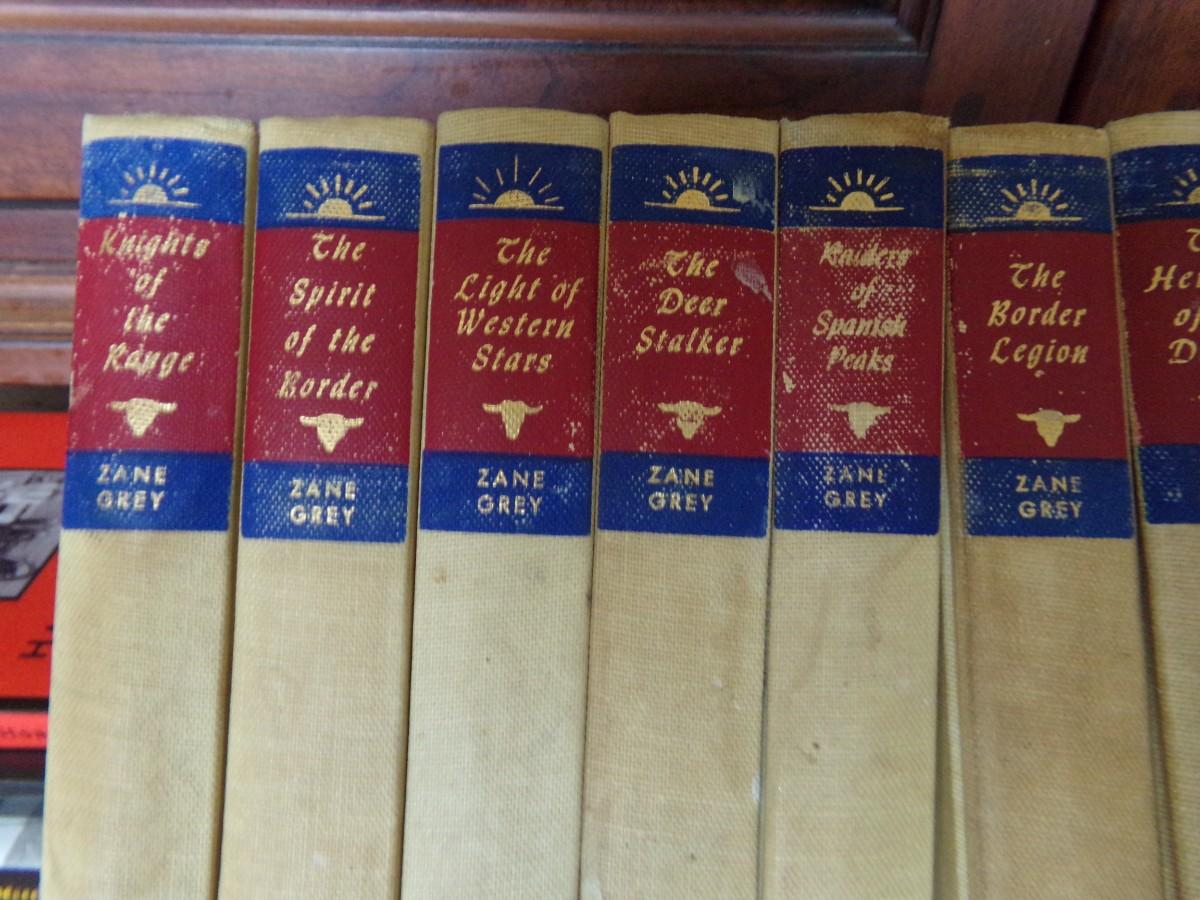 Knights
of
the
Range
ZANE
GREY
The
Spirit
of the
Border
ZANE
GREY
The
Light of
Western
Stars
ZANE
GREY
The
Deer
Stalker
ZANE
GREY
Raiders
of
Spanish
Peaks
ZANE
GREY
The
Border
Legion
ZANE
GREY